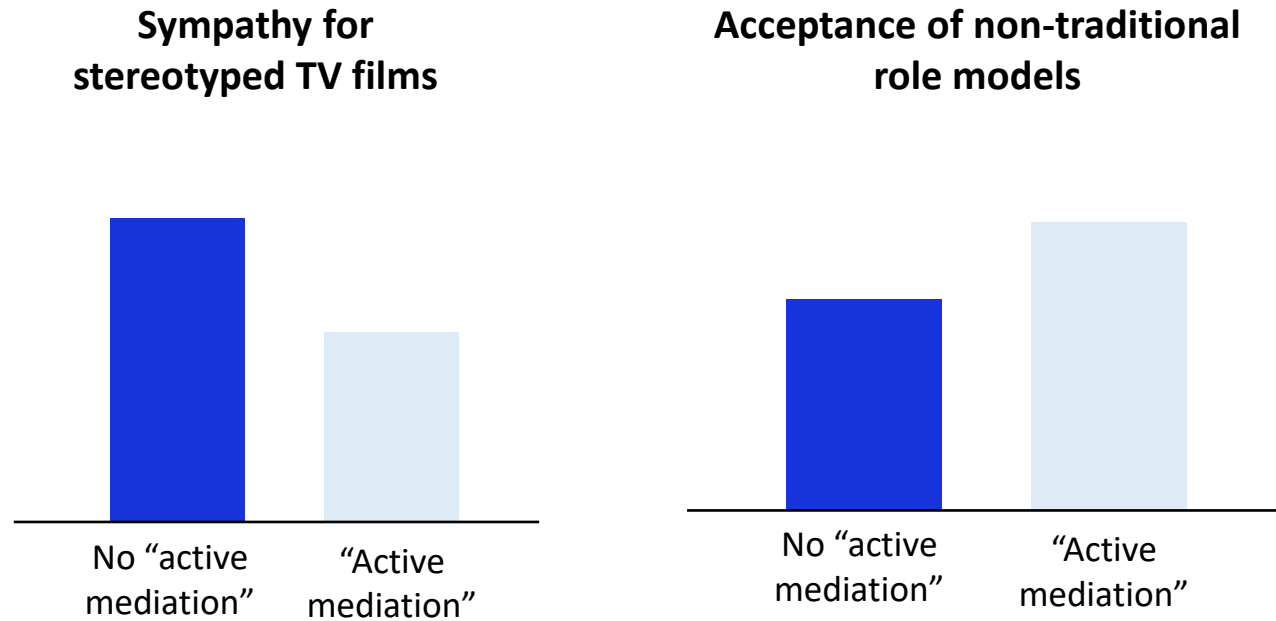 Sympathy for
stereotyped TV films
Acceptance of non-traditional
role models
No “active
mediation”
“Active
mediation”
No “active
mediation”
“Active
mediation”